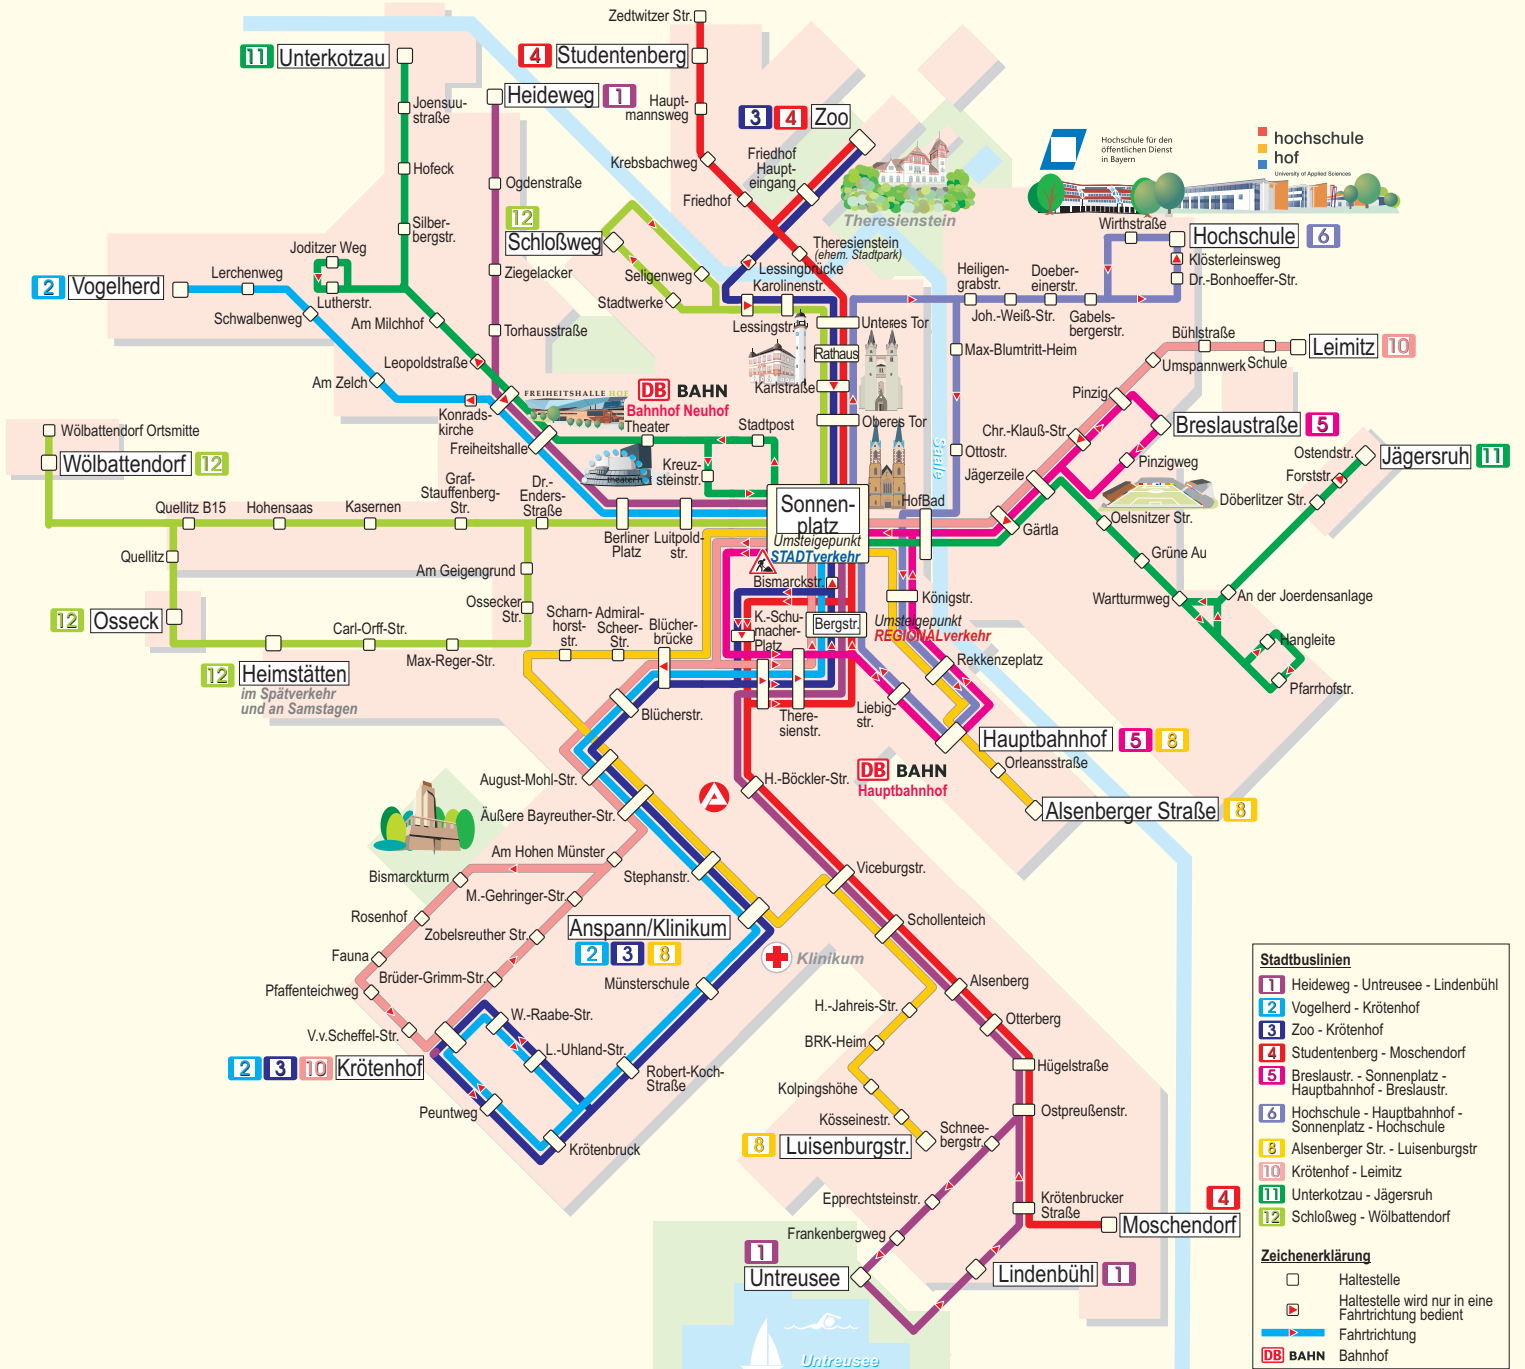 Zedtwitzer Str.
4 Studentenberg
Haupt-
mannsweg
Krebsbachweg
Friedhof
11 Unterkotzau
Joensuu-
straße
Hofeck
Silber-
bergstr.
Joditzer Weg
Lutherstr.
Am Milchhof
Leopoldstraße
Heideweg 1
Ogdenstraße
Ziegelacker
Torhausstraße
3 4 Zoo
Friedhof
Haupt-
eingang
Theresienstein
(ehem. Stadtpark)
Lessingbrücke
Karolinenstr.
Lessingstr.
Theresienstein
12
Schloßweg
Seligenweg
Stadtwerke
Hochschule für den
öffentlichen Dienst
in Bayern
hochschule
hof
University of Applied Sciences
Wirthstraße
Hochschule 6
Klösterleinsweg
Dr.-Bonhoeffer-Str.
Heiligen-
grabstr.
Doeber-
einerstr.
Joh.-Weiß-Str.
Gabels-
bergerstr.
Max-Blumtritt-Heim
Ottostr.
Saale
2 Vogelherd
Lerchenweg
Schwalbenweg
Am Zelch
Konrads-
kirche
Freiheitshalle
FREIHEITSHALLE HOF
DB BAHN
Bahnhof Neuhof
Theater
Stadtpost
Kreuz-
steinstr.
Unteres Tor
Rathaus
Karlstraße
Oberes Tor
Bühlstraße
Leimitz 10
Schule
Umspannwerk
Pinzig
Breslaustraße 5
Chr.-Klauß-Str.
Pinzigweg
Jägerzeile
Ostendstr.
Jägersruh 11
Forststr.
Döberlitzer Str.
Oelsnitzer Str.
Gärtla
Grüne Au
Wartturmweg
An der Joerdensanlage
Hangleite
Pfarrhofstr.
Wölbattendorf Ortsmitte
Wölbattendorf 12
Quellitz B15
Hohensaas
Kasernen
Graf-
Stauffenberg-
Str.
Dr.-
Enders-
Straße
Berliner
Platz
Luitpold-
str.
Quellitz
Am Geigengrund
Ossecker
Str.
12 Osseck
Carl-Orff-Str.
Max-Reger-Str.
12 Heimstätten
im Spätverkehr
und an Samstagen
Sonnen-
platz
Umsteigepunkt
STADTverkehr
HofBad
Bismarckstr.
Königstr.
K.-Schu-
macher-
Platz
Bergstr.
Umsteigepunkt
REGIONALverkehr
Rekkenzeplatz
Scharn-
horst-
str.
Admiral-
Scheer-
Str.
Blücher-
brücke
Blücherstr.
There-
sienstr.
Liebig-
str.
Hauptbahnhof 5 8
DB BAHN
Hauptbahnhof
Orleansstraße
Alsenberger Straße 8
August-Mohl-Str.
Äußere Bayreuther-Str.
Am Hohen Münster
Stephanstr.
Bismarckturm
M.-Gehringer-Str.
Rosenhof
Zobelsreuther Str.
Fauna
Brüder-Grimm-Str.
Pfaffenteichweg
V.v.Scheffel-Str.
2 3 10 Krötenhof
W.-Raabe-Str.
L.-Uhland-Str.
Peuntweg
Krötenbruck
Robert-Koch-
Straße
Münsterschule
Anspann/Klinikum
2 3 8
Klinikum
H.-Böckler-Str.
Viceburgstr.
Schollenteich
Alsenberg
Otterberg
Hügelstraße
Ostpreußenstr.
H.-Jahreis-Str.
BRK-Heim
Kolpingshöhe
Kösseinestr.
8 Luisenburgstr.
Schnee-
bergstr.
Epprechtsteinstr.
Frankenbergweg
1
Untreusee
Lindenbühl 1
Krötenbrucker
Straße
4
Moschendorf
Untreusee
Stadtbuslinien
1 Heideweg - Untreusee - Lindenbühl
2 Vogelherd - Krötenhof
3 Zoo - Krötenhof
4 Studentenberg - Moschendorf
5 Breslaustr. - Sonnenplatz -
Hauptbahnhof - Breslaustr.
6 Hochschule - Hauptbahnhof -
Sonnenplatz - Hochschule
8 Alsenberger Str. - Luisenburgstr
10 Krötenhof - Leimitz
11 Unterkotzau - Jägersruh
12 Schloßweg - Wölbattendorf
Zeichenerklärung
Haltestelle
Haltestelle wird nur in eine
Fahrtrichtung bedient
Fahrtrichtung
DB BAHN Bahnhof